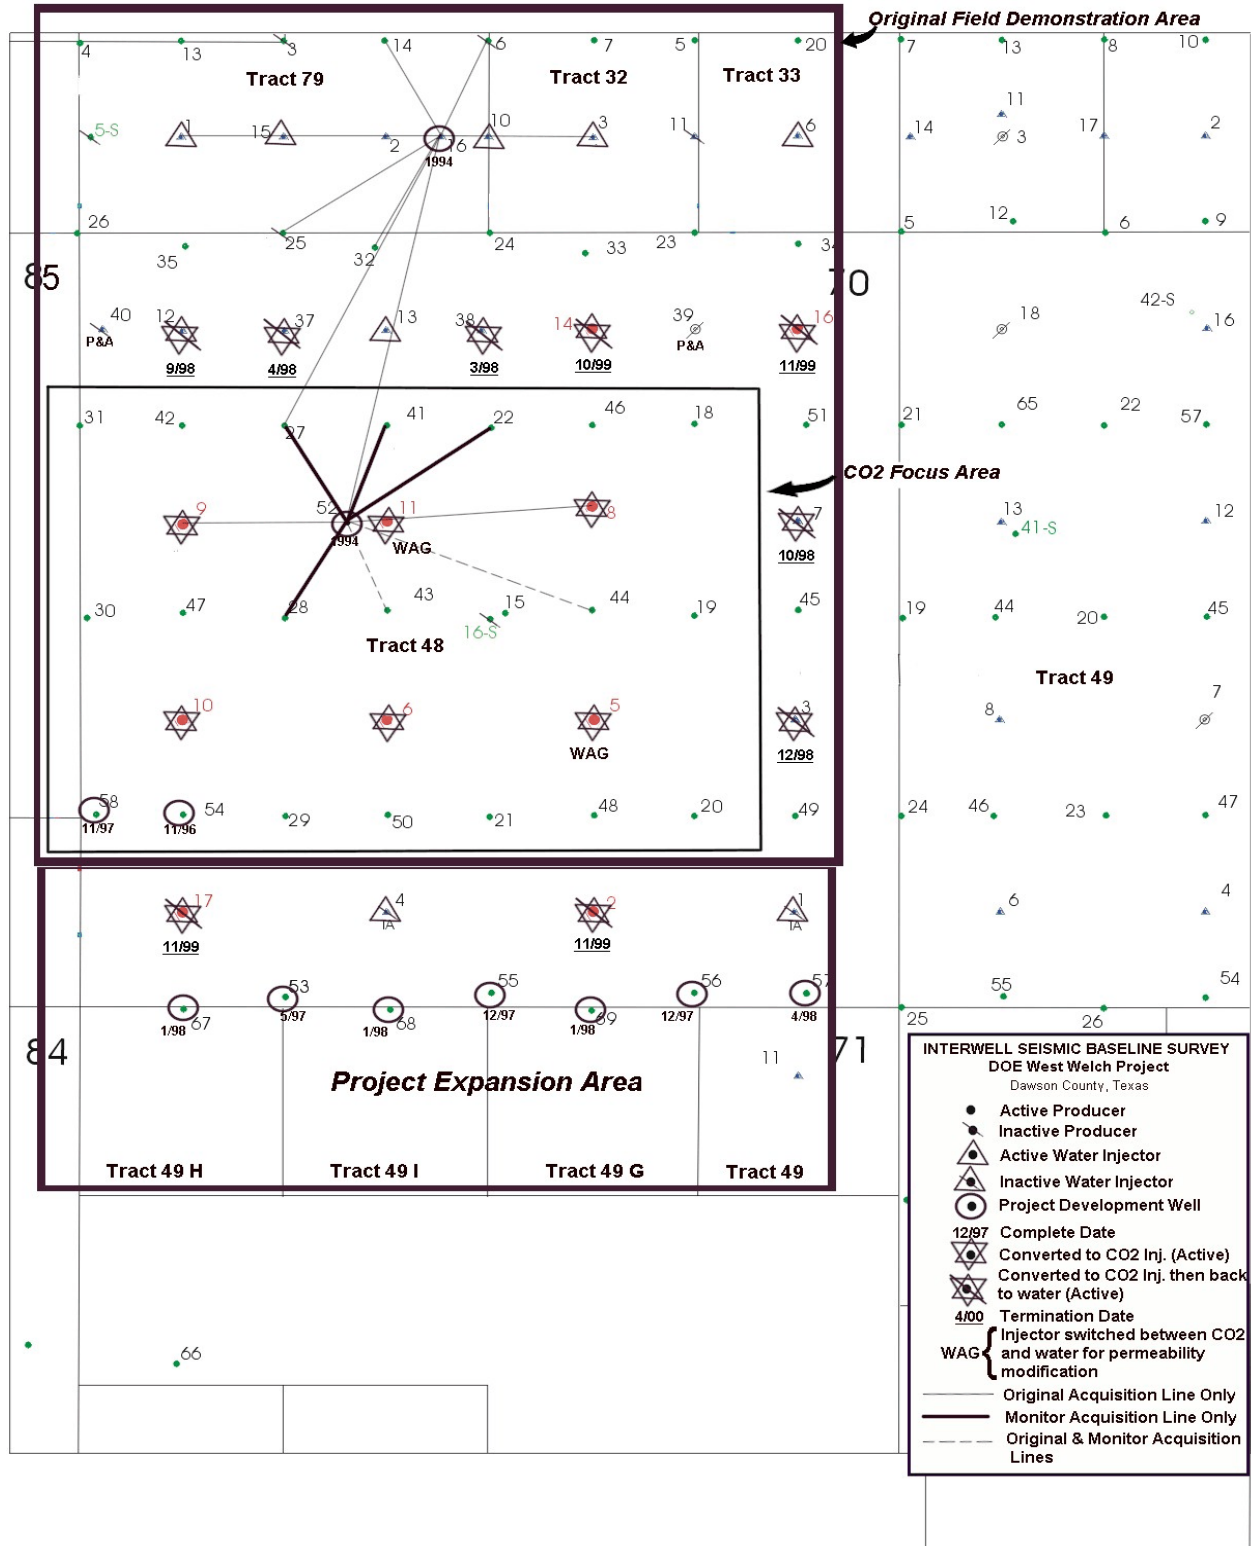 Original Field Demonstration Area
4 13 3 14 6 7 5 20 7 13 8 10
Tract 79 Tract 32 Tract 33
5-S 1 15 2 16 10 3 11 6 14 11 3 17 2
1994
26 25 32 24 33 23 34 5 12 6 9
35
85 70
40 12 37 13 38 14 39 16 18 42-S 16
P&A P&A
9/98 4/98 3/98 10/99 11/99
31 42 27 41 22 46 18 51 21 65 22 57
CO2 Focus Area
9 52 11 8 7 13 12
41-S
1994 WAG 10/98
30 47 28 43 15 44 19 45 19 44 20 45
16-S
Tract 48
Tract 49
10 6 5 3 8 7
WAG 12/98
58 54 29 50 21 48 20 49 24 46 23 47
11/97 11/96
17 4 2 1 6 4
IA IA
11/99 11/99
53 55 56 57 55 54
67 68 69 25 26
1/98 5/97 1/98 12/97 1/98 12/97 4/98
84 71
11
Project Expansion Area
Tract 49 H Tract 49 I Tract 49 G Tract 49
66
INTERWELL SEISMIC BASELINE SURVEY
DOE West Welch Project
Dawson County, Texas
Active Producer
Inactive Producer
Active Water Injector
Inactive Water Injector
Project Development Well
12/97 Complete Date
Converted to CO2 Inj. (Active)
Converted to CO2 Inj. then back
to water (Active)
4/00 Termination Date
Injector switched between CO2
WAG { and water for permeability
modification
Original Acquisition Line Only
Monitor Acquisition Line Only
Original & Monitor Acquisition
Lines